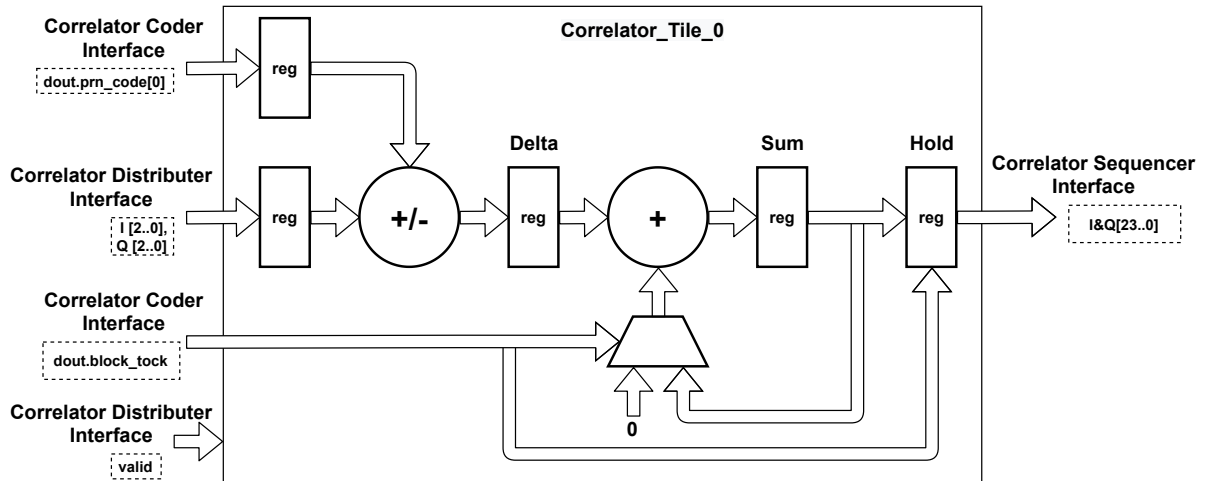 Correlator_Tile_0
Correlator Coder
Interface
dout.prn_code[0]
reg
Correlator Distributer
Interface
I [2..0],
Q [2..0]
reg
+/-
Delta
reg
+
Sum
reg
Hold
reg
Correlator Sequencer
Interface
I&Q[23..0]
Correlator Coder
Interface
dout.block_tock
0
Correlator Distributer
Interface
valid